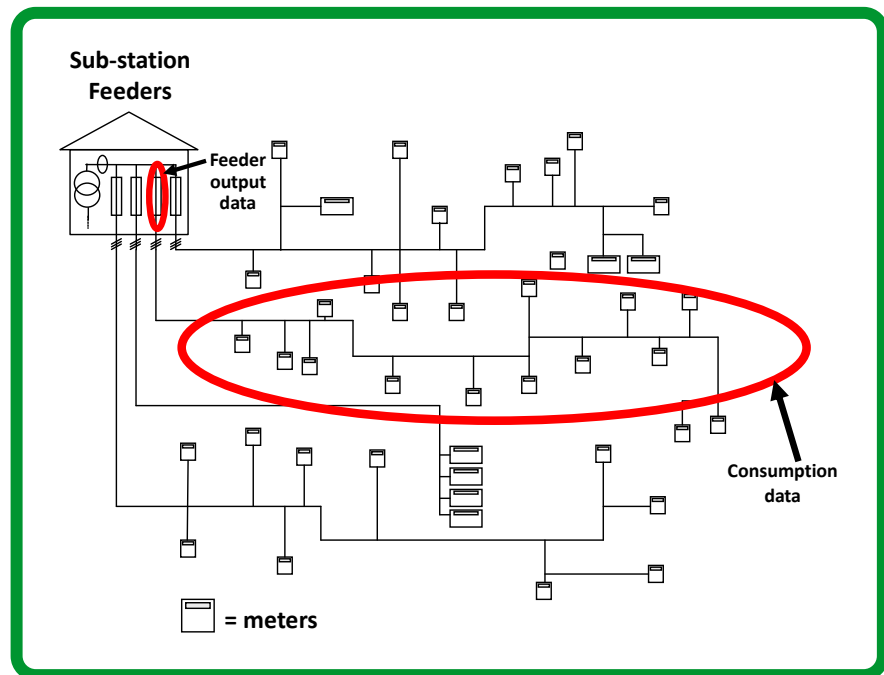 Sub-station
Feeders
Feeder
output
data
Consumption
data
= meters